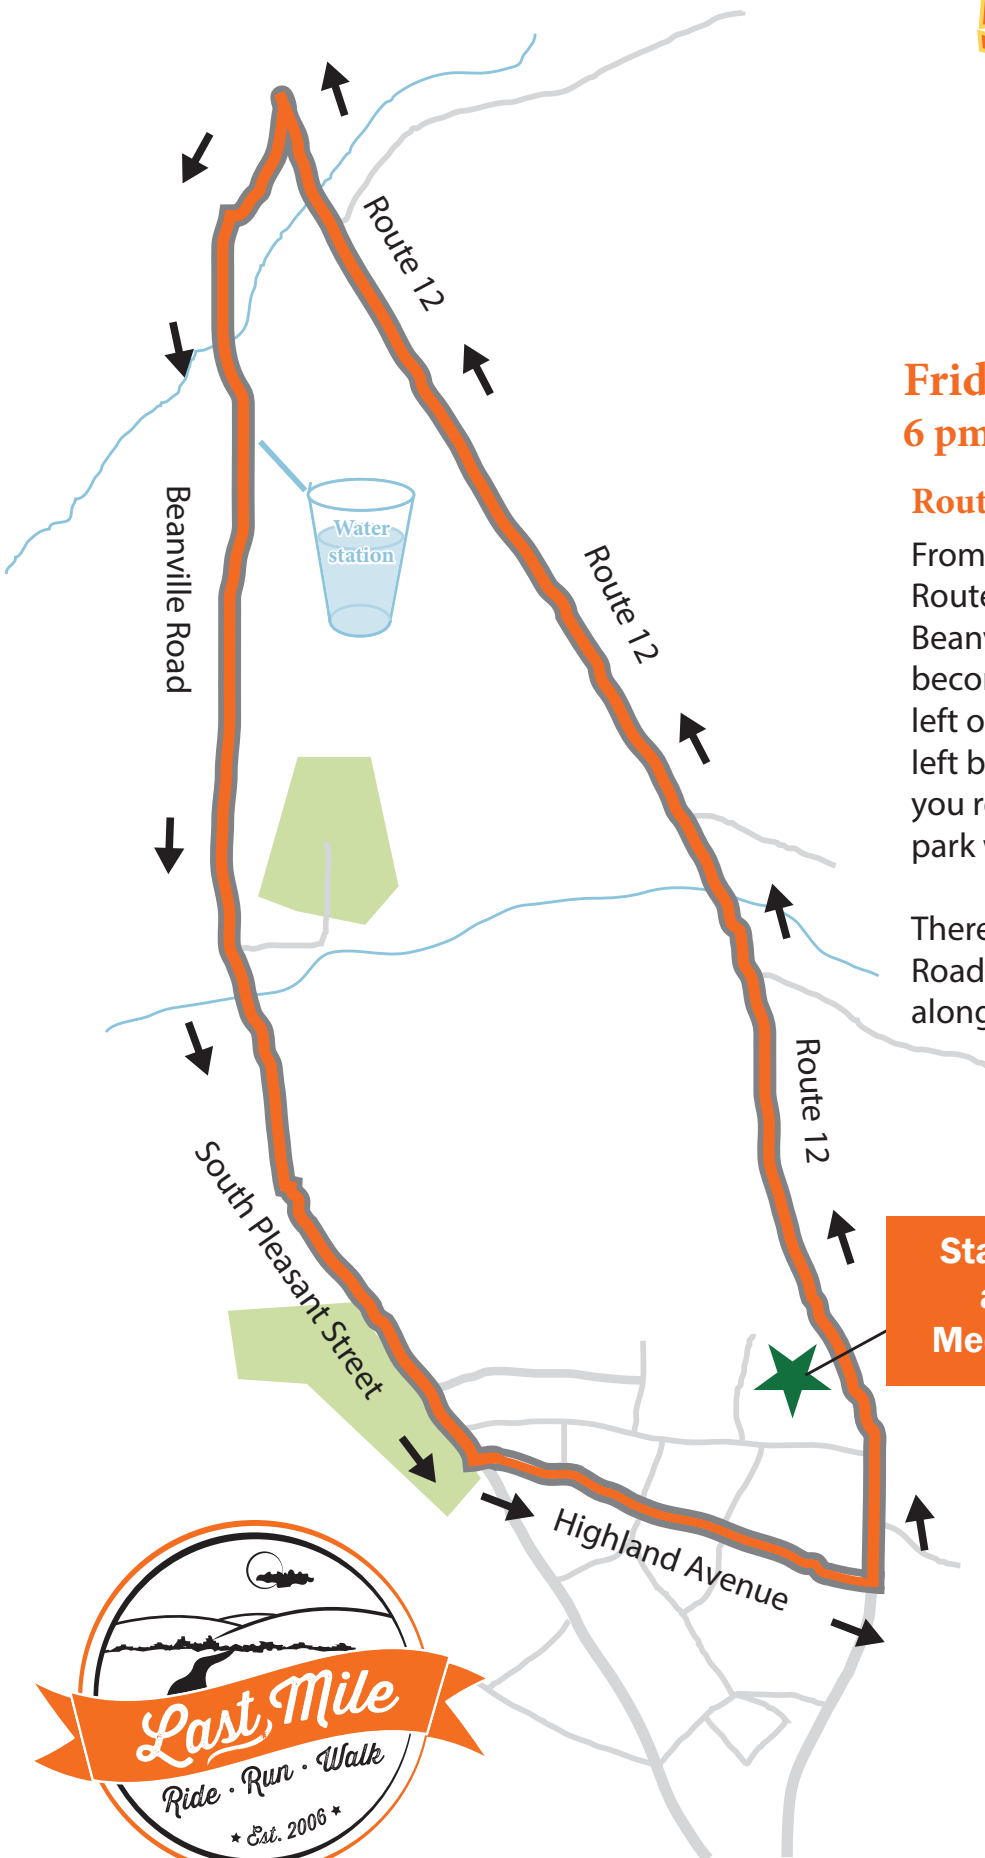 Route 12
Frid
6 pm
Beanville Road
Water
station
Rout
Route 12
From
Route
Beanv
becor
left o
left b
you r
park
There
Road
along
Route 12
South Pleasant Street
Sta
a
Me
Highland Avenue
Last Mile
Ride · Run · Walk
★ Est. 2006 ★